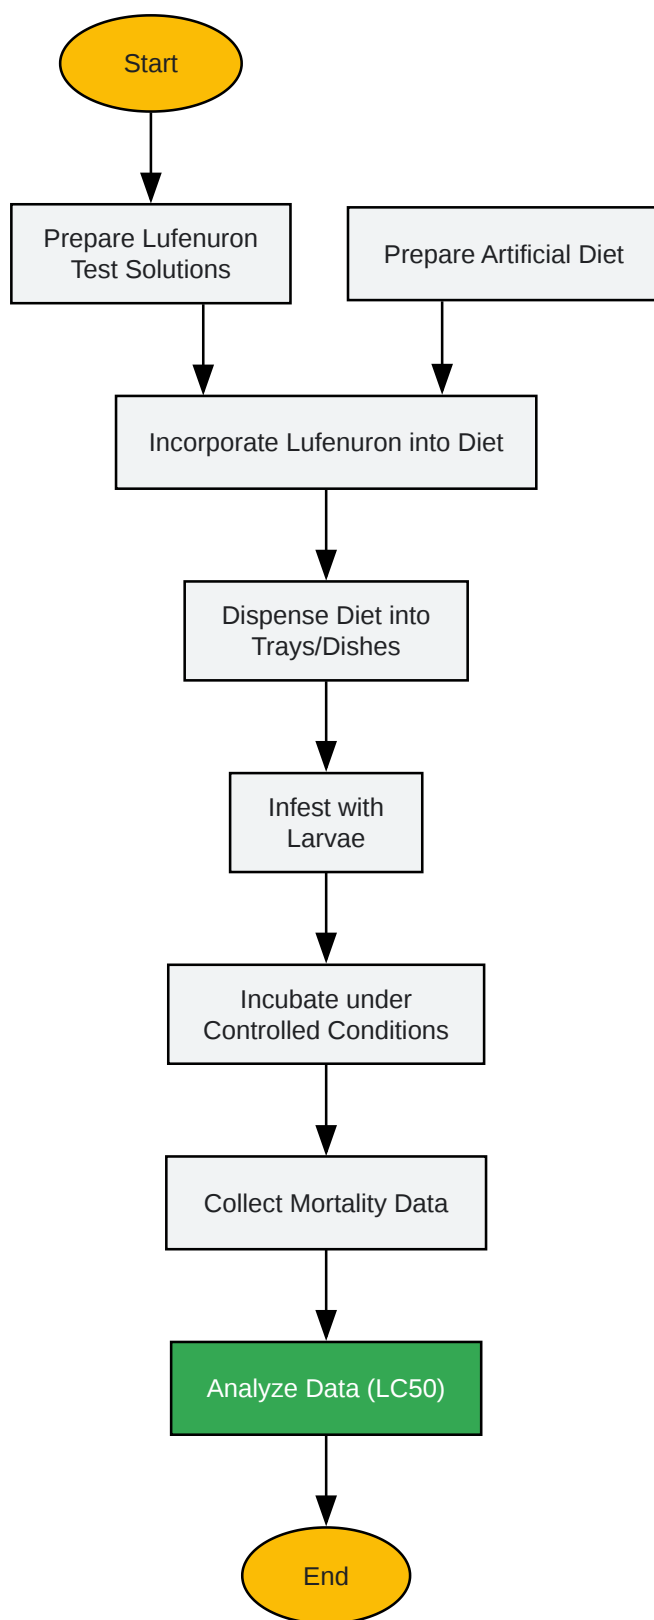 Start
Prepare Lufenuron
Test Solutions
Prepare Artificial Diet
Incorporate Lufenuron into Diet
Dispense Diet into
Trays/Dishes
Infest with
Larvae
Incubate under
Controlled Conditions
Collect Mortality Data
Analyze Data (LC50)
End